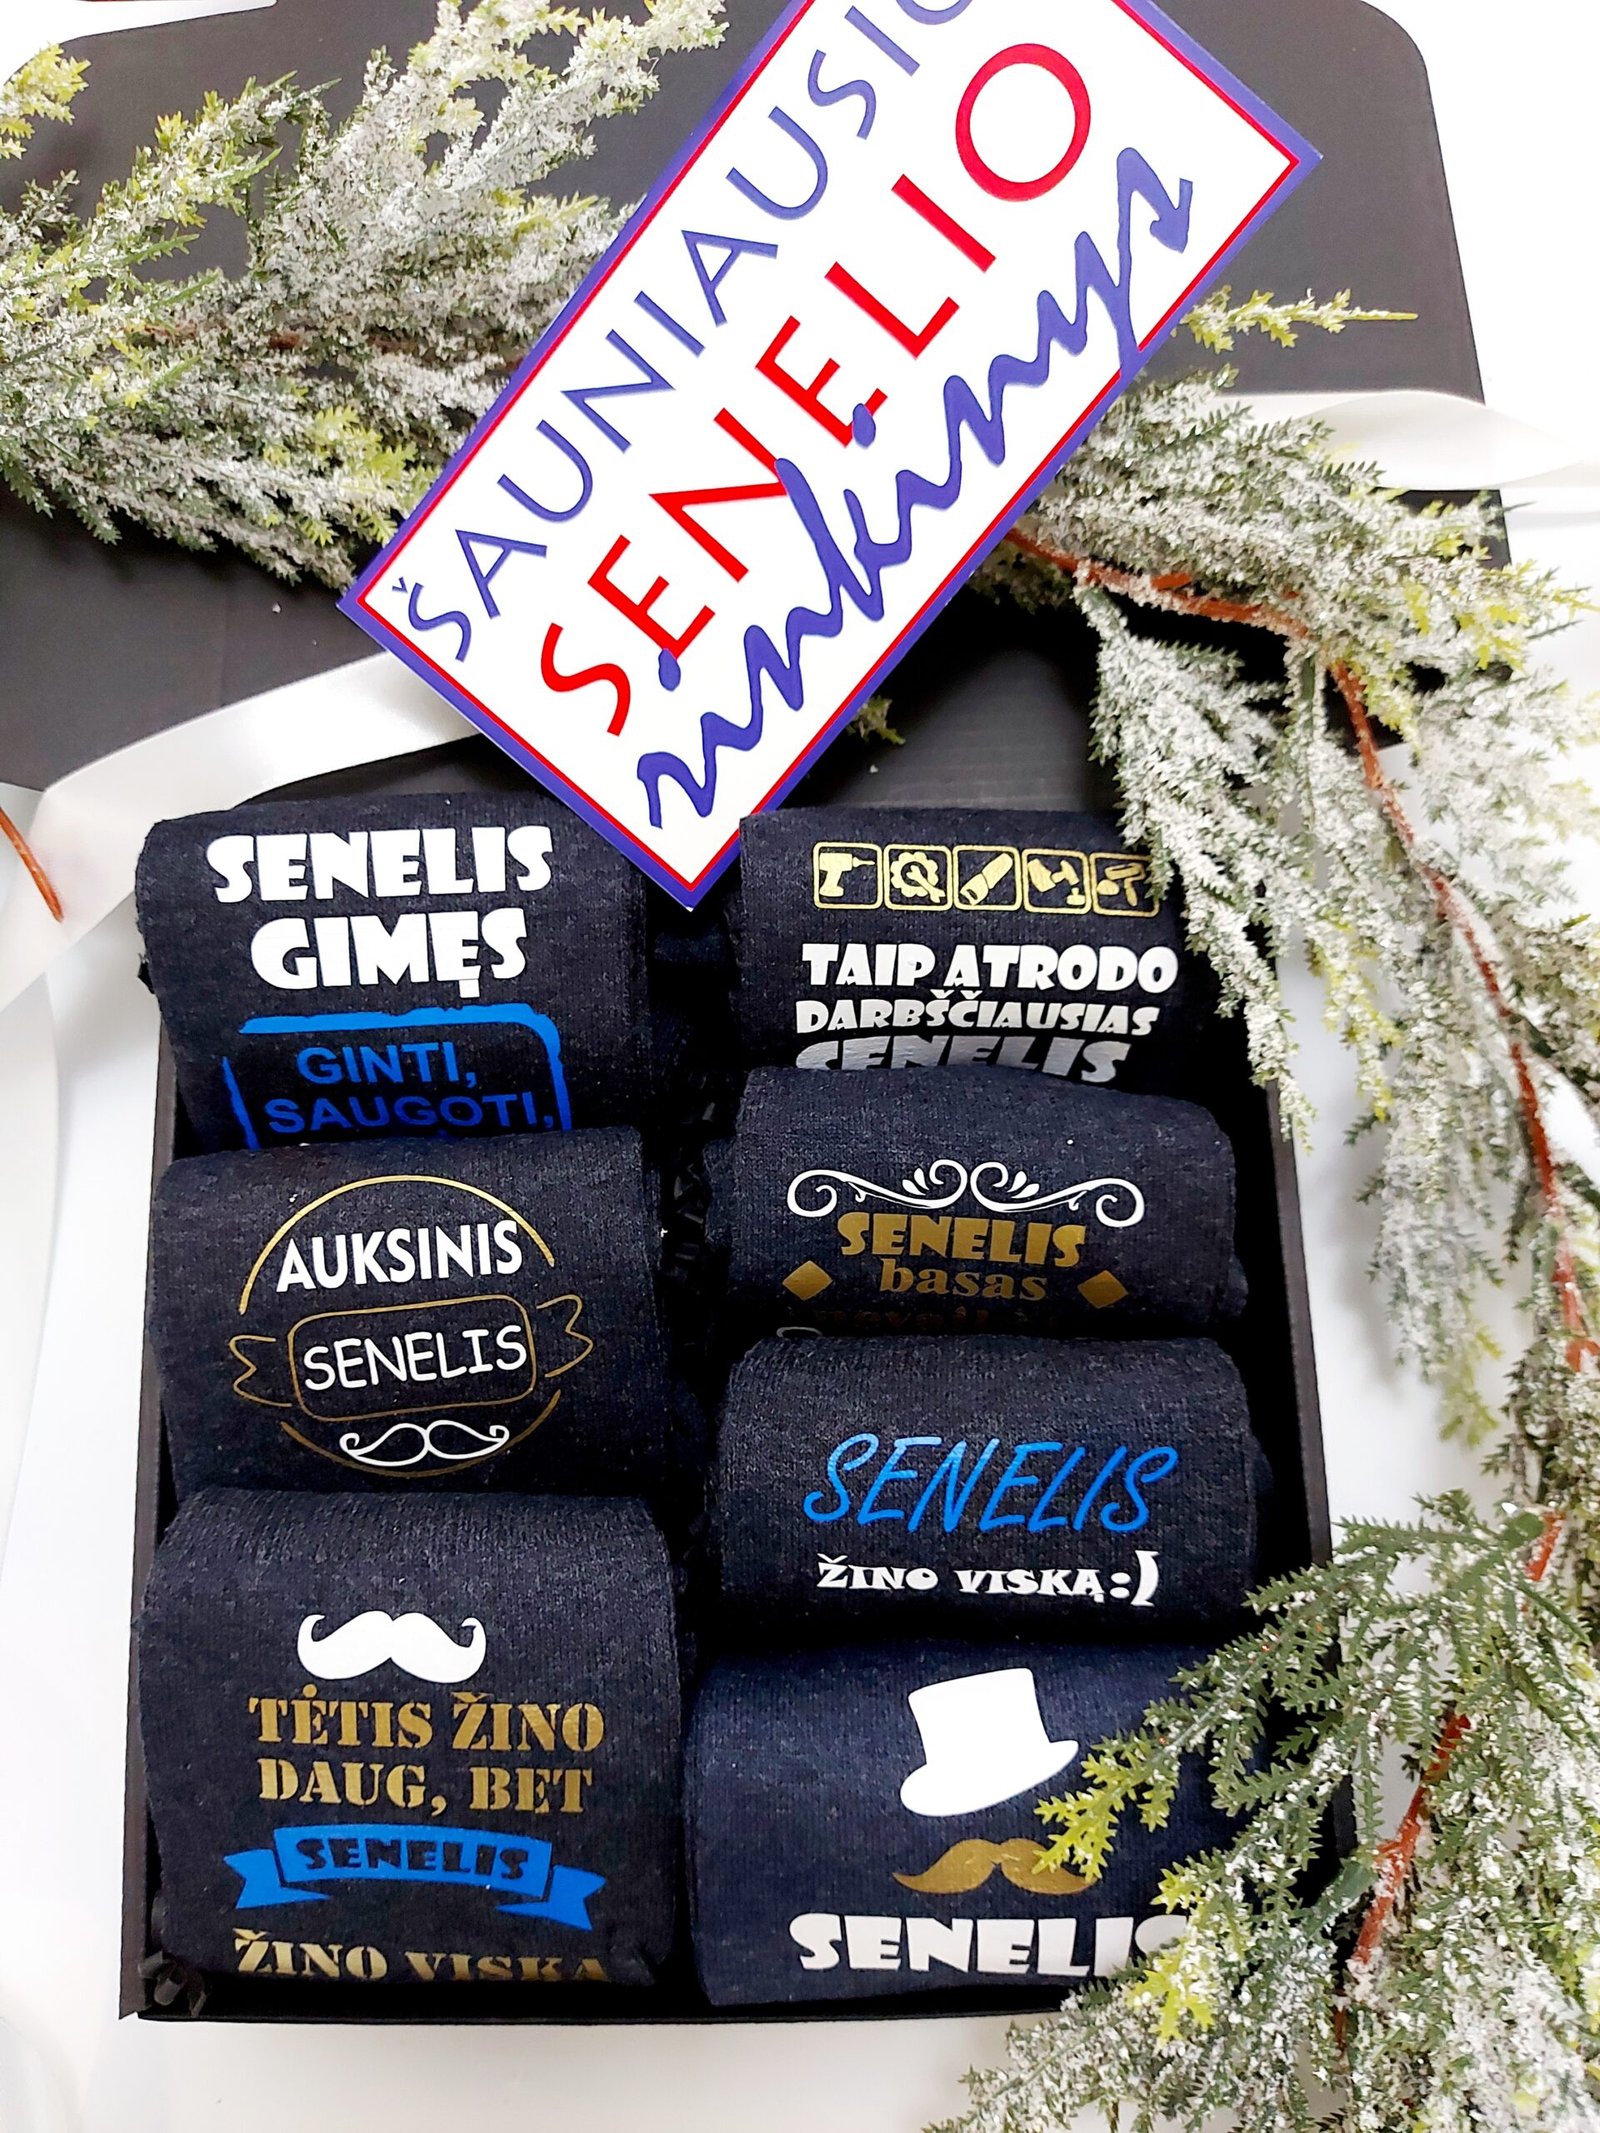 ŠAUNIAUSIO
SENELIO
rinkinys
SENELIS
GIMĘS
GINTI,
SAUGOTI,
TAIP ATRODO
DARBŠČIAUSIAS
SENELIS
AUKSINIS
SENELIS
SENELIS
basas
SENELIS
ŽINO VISKĄ:)
TĖTIS ŽINO
DAUG, BET
SENELIS
ŽINO VISKĄ
SENELIS